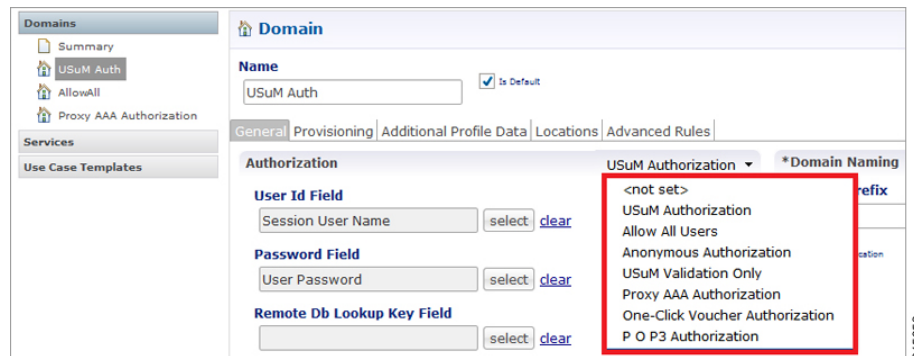 Domains
Summary
USuM Auth
AllowAll
Proxy AAA Authorization
Services
Use Case Templates
Domain
Name
USuM Auth
Is Default
General Provisioning Additional Profile Data Locations Advanced Rules
Authorization
USuM Authorization
*Domain Naming
User Id Field
Session User Name select clear
Password Field
User Password select clear
Remote Db Lookup Key Field
select clear
<not set>
USuM Authorization
Allow All Users
Anonymous Authorization
USuM Validation Only
Proxy AAA Authorization
One-Click Voucher Authorization
P O P3 Authorization
refix